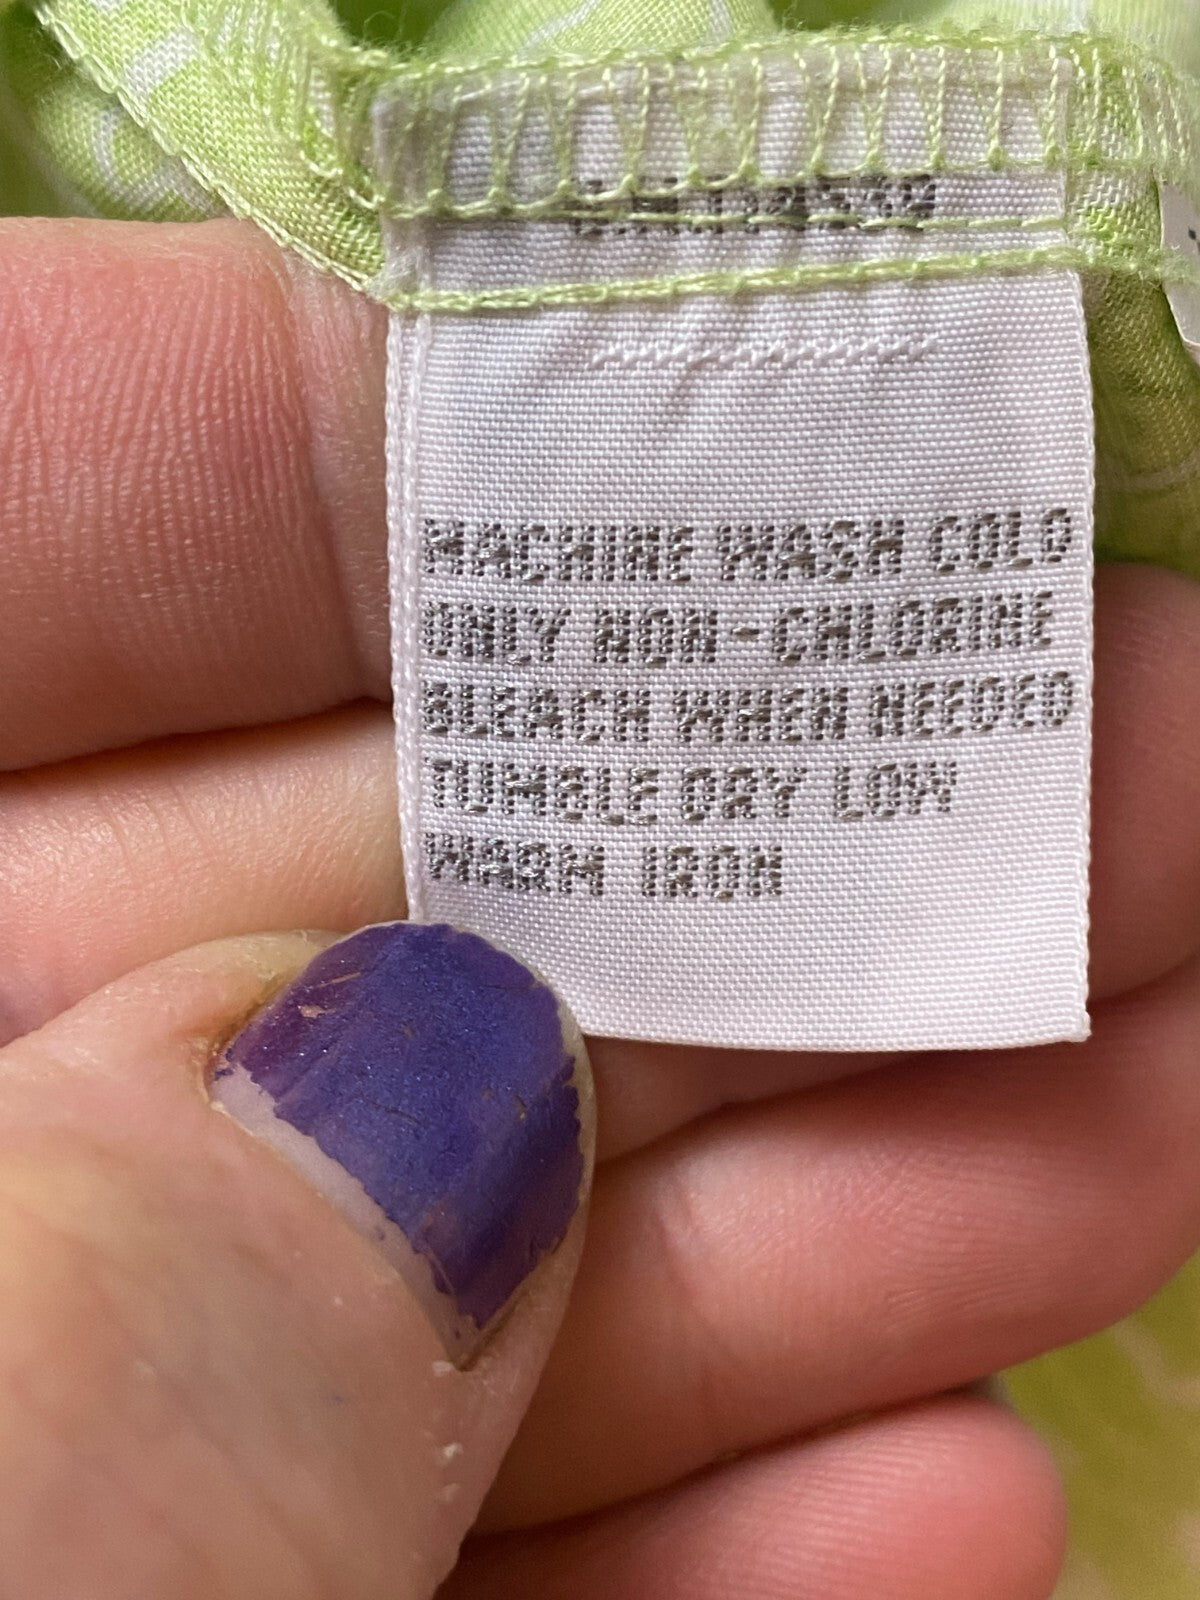 MACHINE WASH COLD
ONLY NON-CHLORINE
BLEACH WHEN NEEDED
TUMBLE DRY LOW
WARM IRON